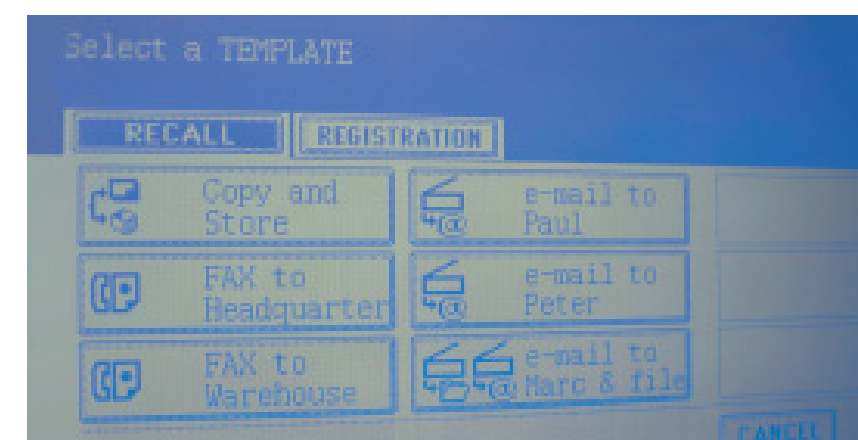 Select a TEMPLATE
RECALL
REGISTRATION
Copy and
Store
e-mail to
Paul
FAX to
Headquarter
e-mail to
Peter
FAX to
Warehouse
e-mail to
Marc & file
CANCEL